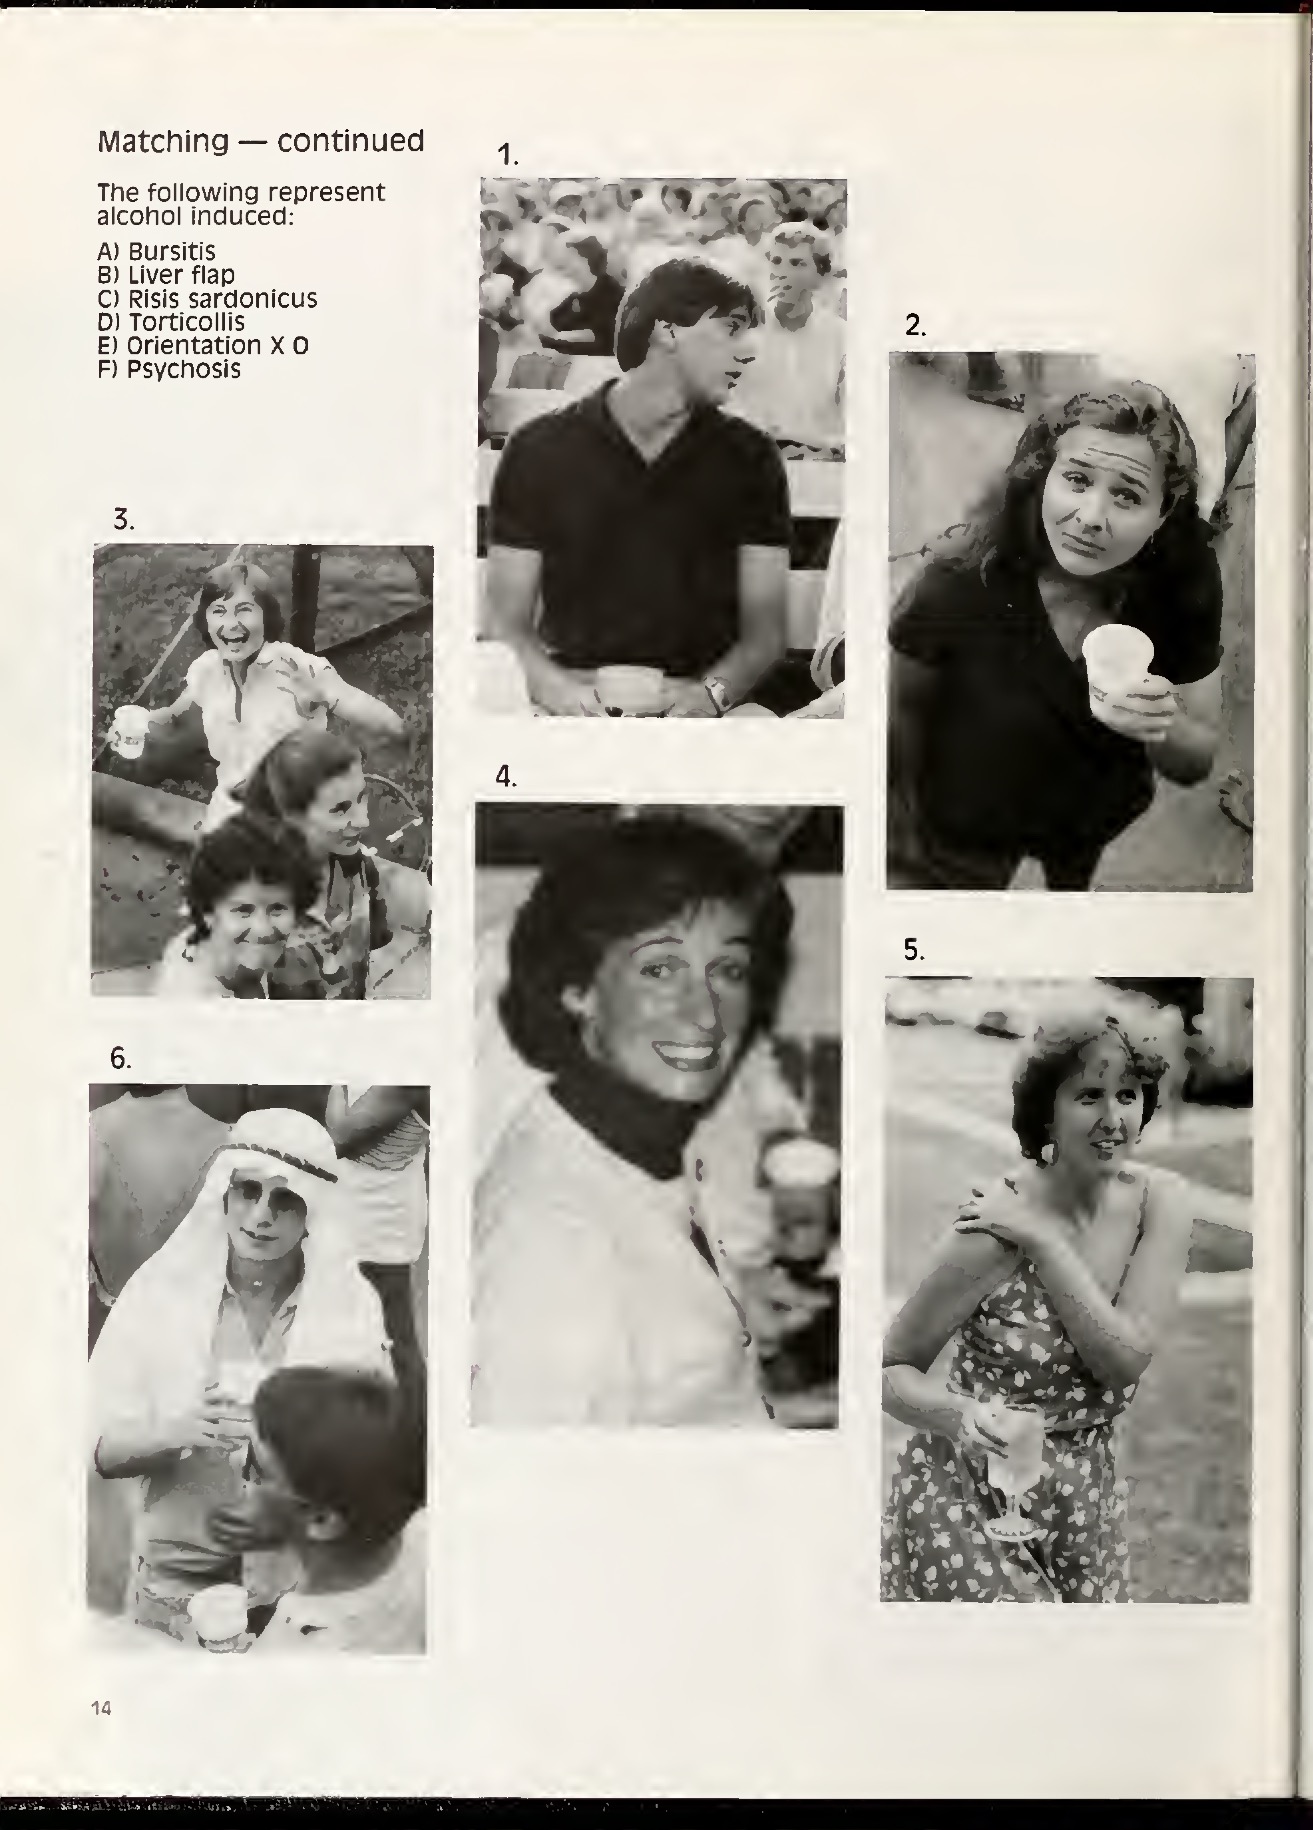 Matching — continued
The following represent
alcohol induced:
A) Bursitis
B) Liver flap
C) Risis sardonicus
D) Torticollis
E) Orientation X O
F) Psychosis
1.
2.
3.
4.
5.
6.
14